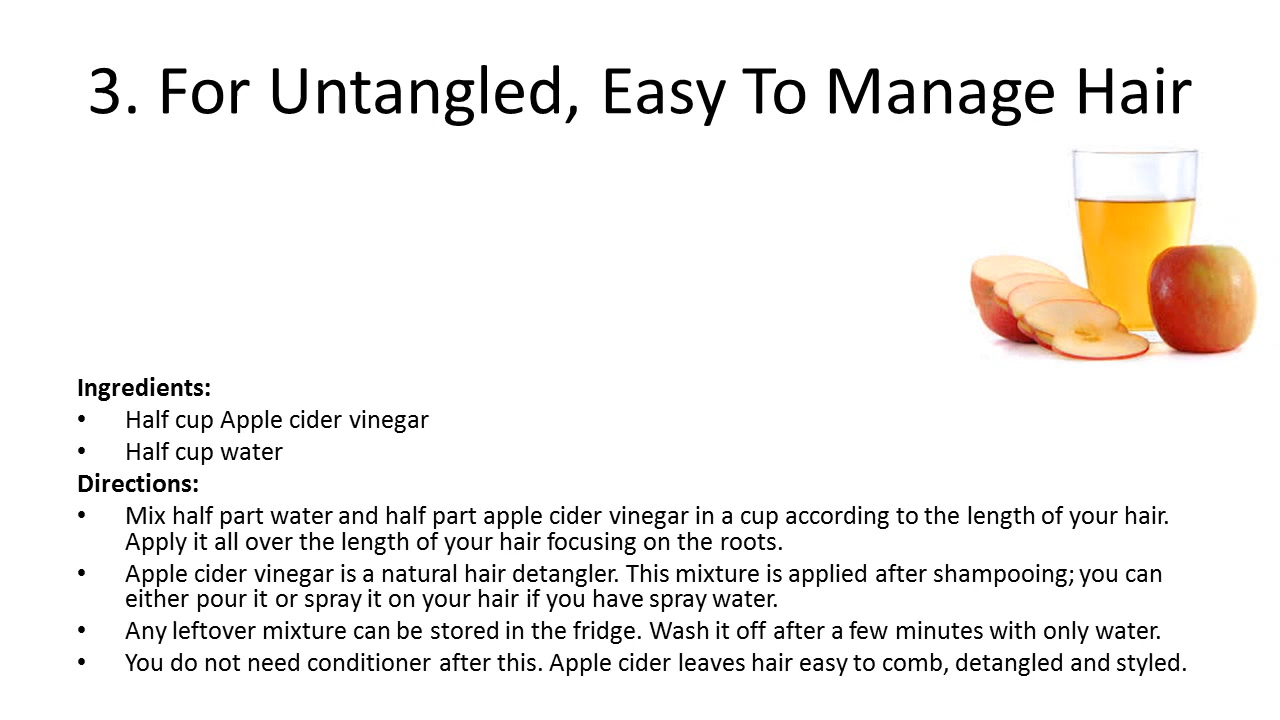 3. For Untangled, Easy To Manage Hair
Ingredients:
• Half cup Apple cider vinegar
• Half cup water
Directions:
• Mix half part water and half part apple cider vinegar in a cup according to the length of your hair.
Apply it all over the length of your hair focusing on the roots.
• Apple cider vinegar is a natural hair detangler. This mixture is applied after shampooing; you can
either pour it or spray it on your hair if you have spray water.
• Any leftover mixture can be stored in the fridge. Wash it off after a few minutes with only water.
• You do not need conditioner after this. Apple cider leaves hair easy to comb, detangled and styled.